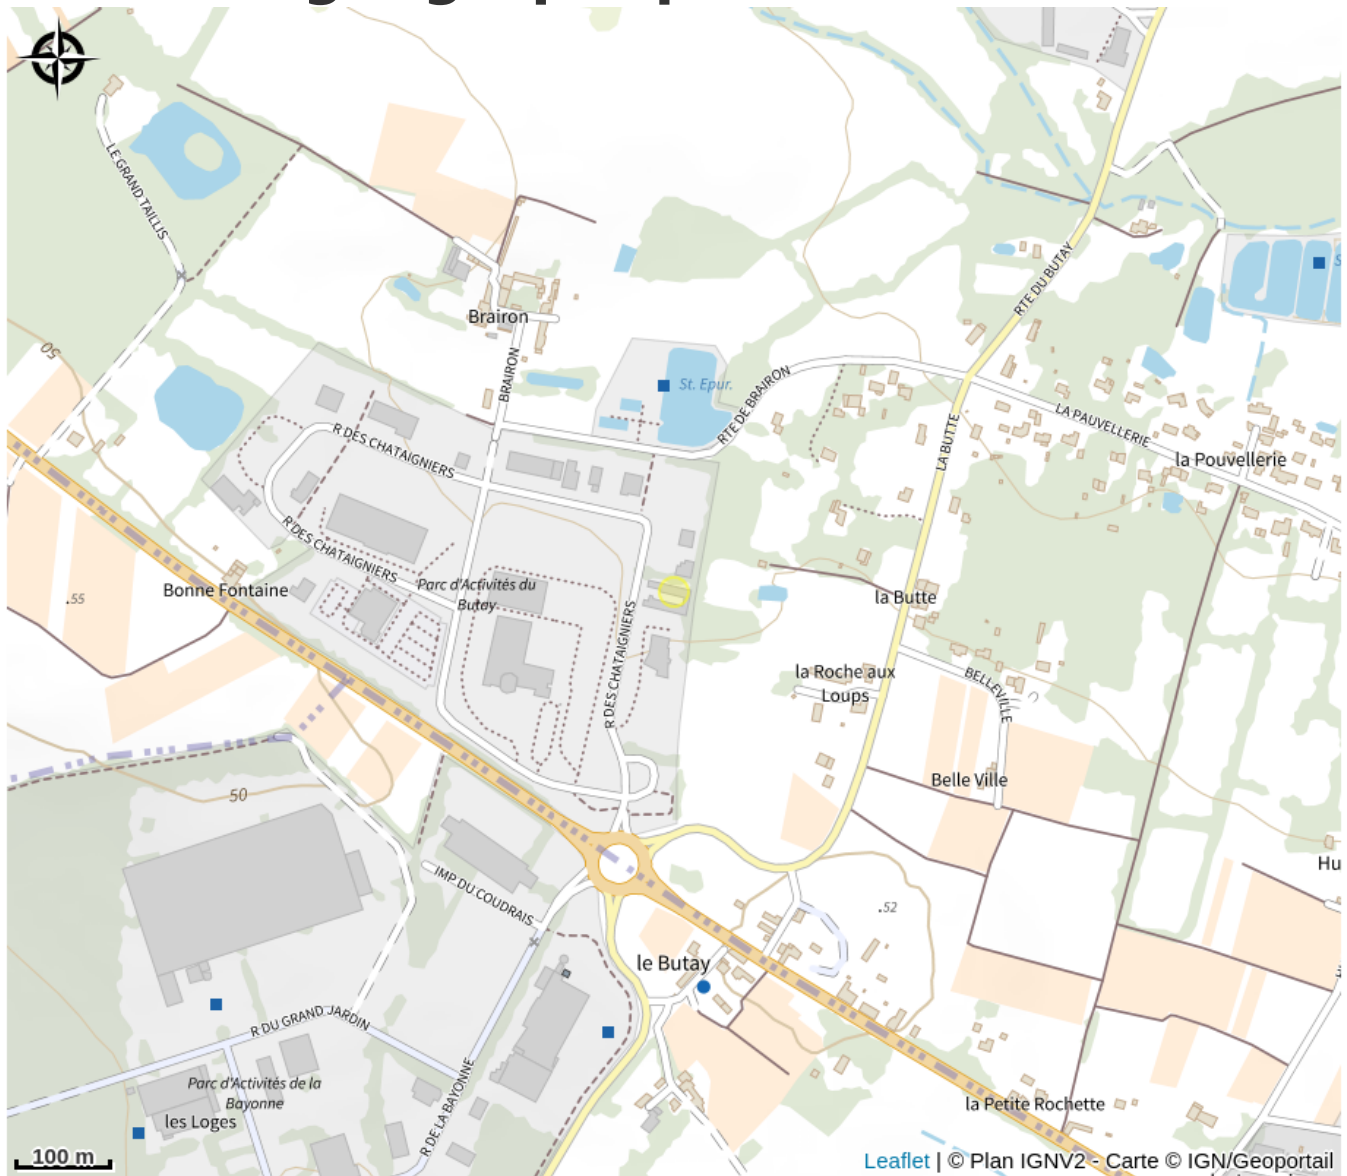 LE GRAND TAILLIS
RTE DU BUTAY
Brairon
50
BRAIRON
St. Epur.
RTE DE BRAIRON
LA PAUVELLERIE
la Pouvellerie
LA BUTTE
R DES CHATAIGNIERS
R DES CHATAIGNIERS
Bonne Fontaine
.55
Parc d'Activités du
Butay
R DES CHATAIGNIERS
la Butte
la Roche aux
Loups
BELLEVILLE
Belle Ville
50
IMP DU COUDRAIS
Hu
.52
le Butay
R DU GRAND JARDIN
Parc d'Activités de la
Bayonne
les Loges
R DE LA BAYONNE
la Petite Rochette
100 m
Leaflet | © Plan IGNV2 - Carte © IGN/Geoportail